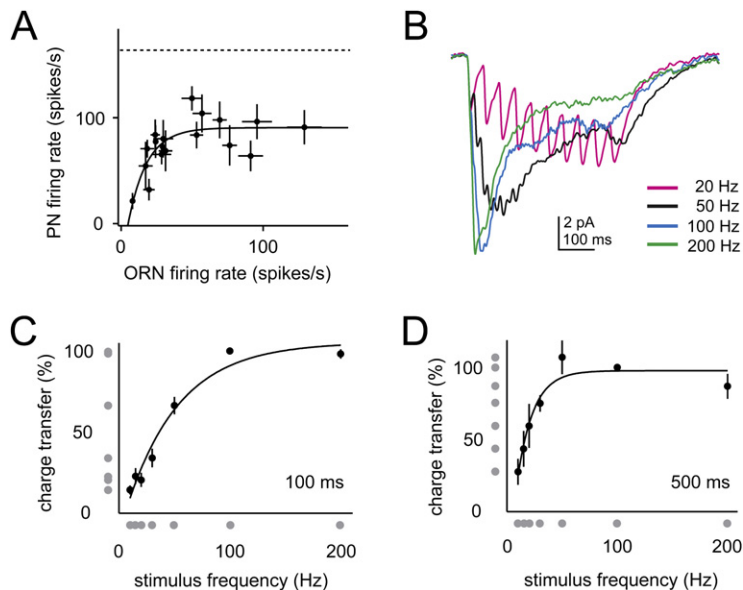 A
PN firing rate (spikes/s)
100
0
0
100
ORN firing rate (spikes/s)
B
2 pA
100 ms
20 Hz
50 Hz
100 Hz
200 Hz
C
charge transfer (%)
100
50
0
100 ms
0
100
200
stimulus frequency (Hz)
D
charge transfer (%)
100
50
0
500 ms
0
100
200
stimulus frequency (Hz)